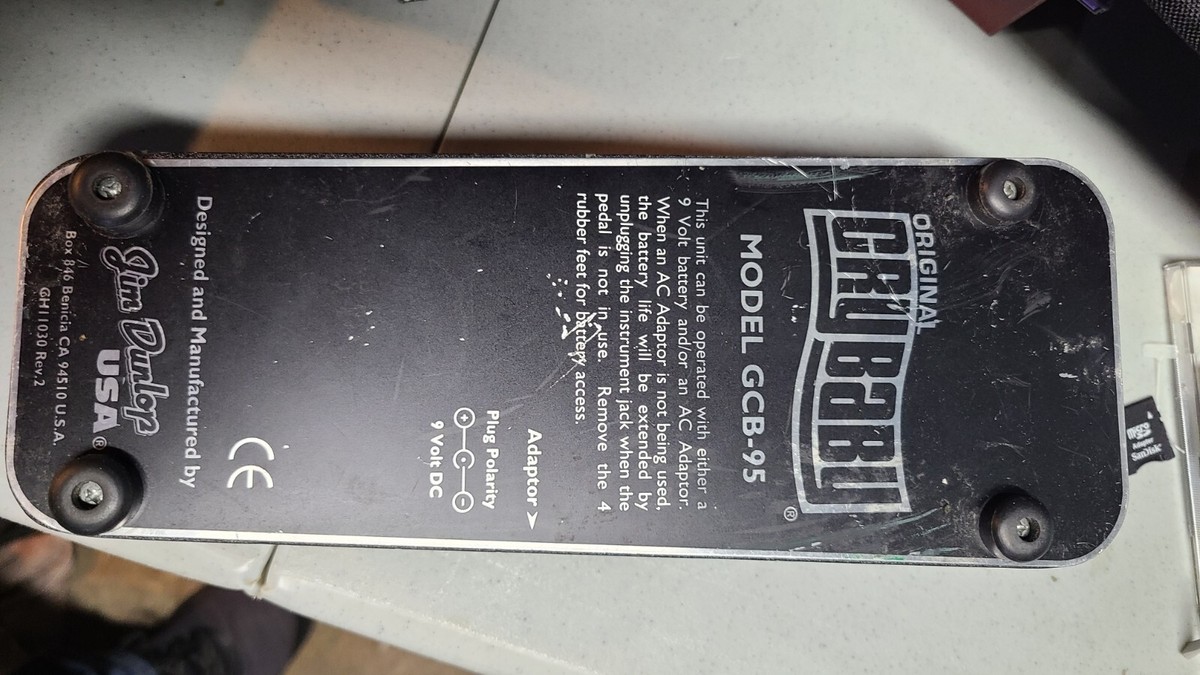 ORIGINAL
CRY BABY
®
MODEL GCB-95
This unit can be operated with either a
9 Volt battery and/or an AC Adaptor.
When an AC Adaptor is not being used,
the battery life will be extended by
unplugging the instrument jack when the
pedal is not in use. Remove the 4
rubber feet for battery access.
Adaptor >
Plug Polarity
+ C -
9 Volt DC
CE
Designed and Manufactured by
Jim Dunlop
USA®
Box 846 Benicia CA 94510 U.S.A.
GH11030 Rev.2
micro
Adapter
SanDisk